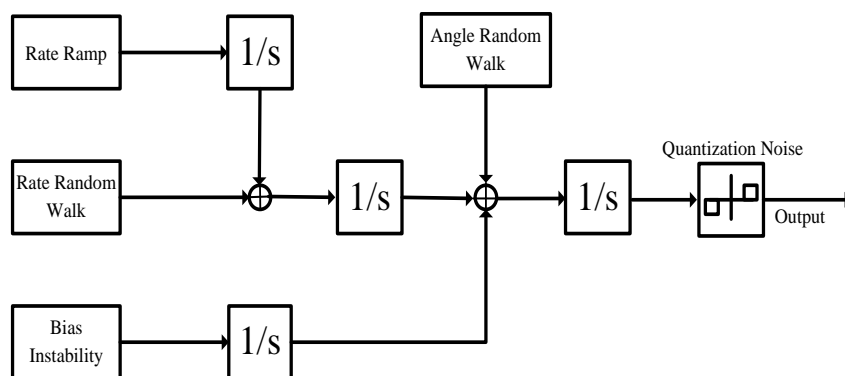 Rate Ramp
1/s
Angle Random
Walk
Quantization Noise
Rate Random
Walk
1/s
1/s
Output
Bias
Instability
1/s